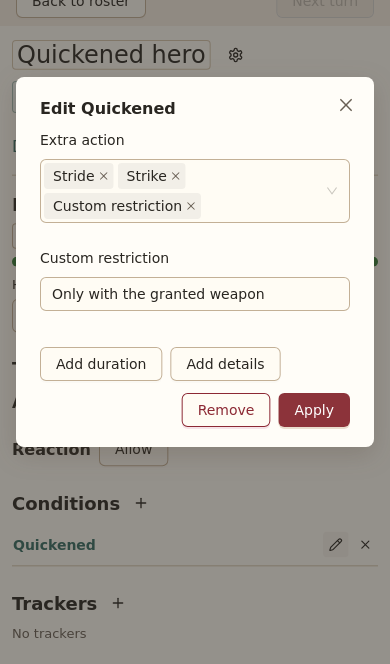 Back to roster
Next turn
Quickened hero
Edit Quickened
Extra action
Stride
Strike
Custom restriction
Custom restriction
Only with the granted weapon
Add duration
Add details
Remove
Apply
Reaction
Allow
Conditions
Quickened
Trackers
No trackers